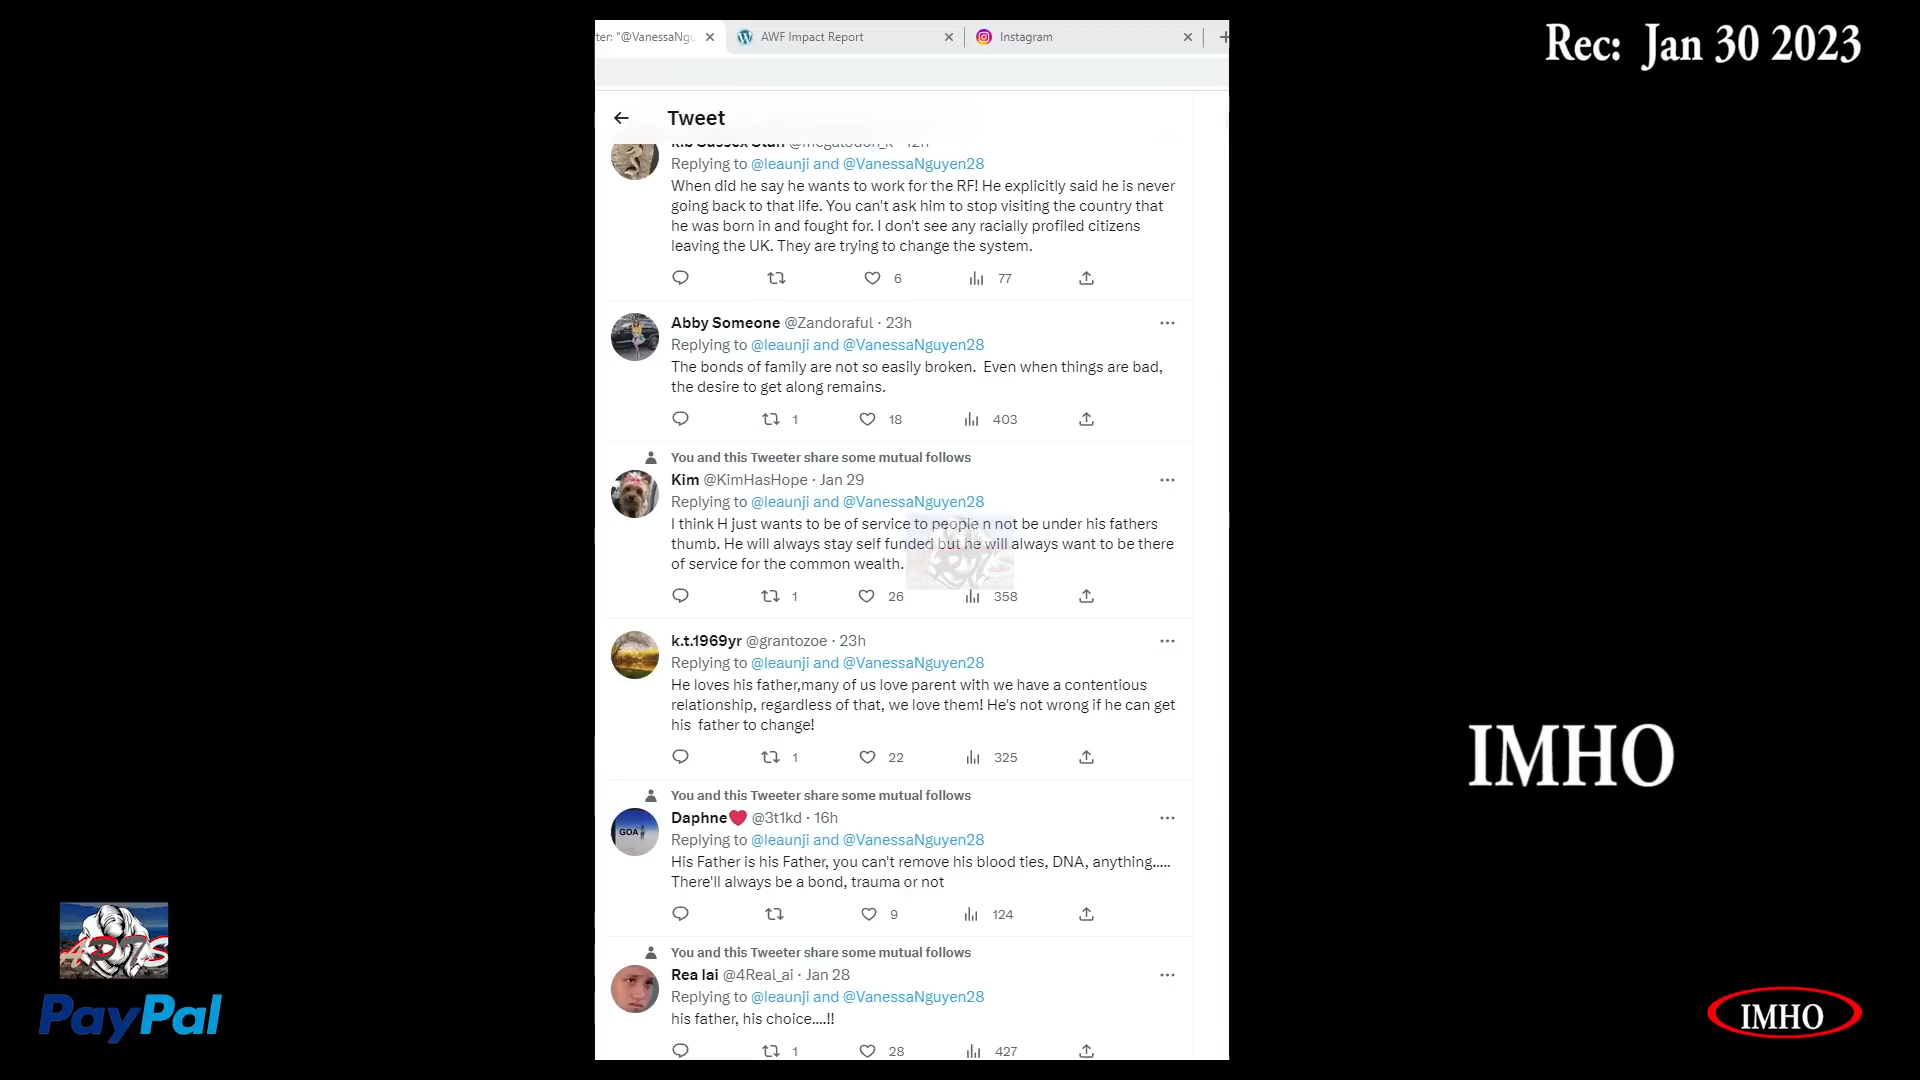 ter: "@VanessaNgu
AWF Impact Report
Instagram
Rec: Jan 30 2023
Tweet
Replying to @leaunji and @VanessaNguyen28
When did he say he wants to work for the RF! He explicitly said he is never
going back to that life. You can't ask him to stop visiting the country that
he was born in and fought for. I don't see any racially profiled citizens
leaving the UK. They are trying to change the system.
6 77
Abby Someone @Zandoraful · 23h
Replying to @leaunji and @VanessaNguyen28
The bonds of family are not so easily broken. Even when things are bad,
the desire to get along remains.
1 18 403
You and this Tweeter share some mutual follows
Kim @KimHasHope · Jan 29
Replying to @leaunji and @VanessaNguyen28
I think H just wants to be of service to people n not be under his fathers
thumb. He will always stay self funded but he will always want to be there
of service for the common wealth.
1 26 358
k.t.1969yr @grantozoe · 23h
Replying to @leaunji and @VanessaNguyen28
He loves his father,many of us love parent with we have a contentious
relationship, regardless of that, we love them! He's not wrong if he can get
his father to change!
1 22 325
You and this Tweeter share some mutual follows
Daphne❤ @3t1kd · 16h
Replying to @leaunji and @VanessaNguyen28
His Father is his Father, you can't remove his blood ties, DNA, anything.....
There'll always be a bond, trauma or not
9 124
GOA
You and this Tweeter share some mutual follows
Rea lai @4Real_ai · Jan 28
Replying to @leaunji and @VanessaNguyen28
his father, his choice....!!
1 28 427
IMHO
PayPal
IMHO